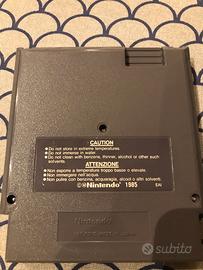 CAUTION
● Do not store in extreme temperatures.
● Do not immerse in water.
● Do not clean with benzene, thinner, alcohol or other such
solvents.
ATTENZIONE
● Non esporre a temperature troppo basse o elevate.
● Non immergere nell'acqua.
● Non pulire con benzina, acquaragia, alcool o altri solventi.
©®Nintendo® 1985
EAI
Nintendo
subito